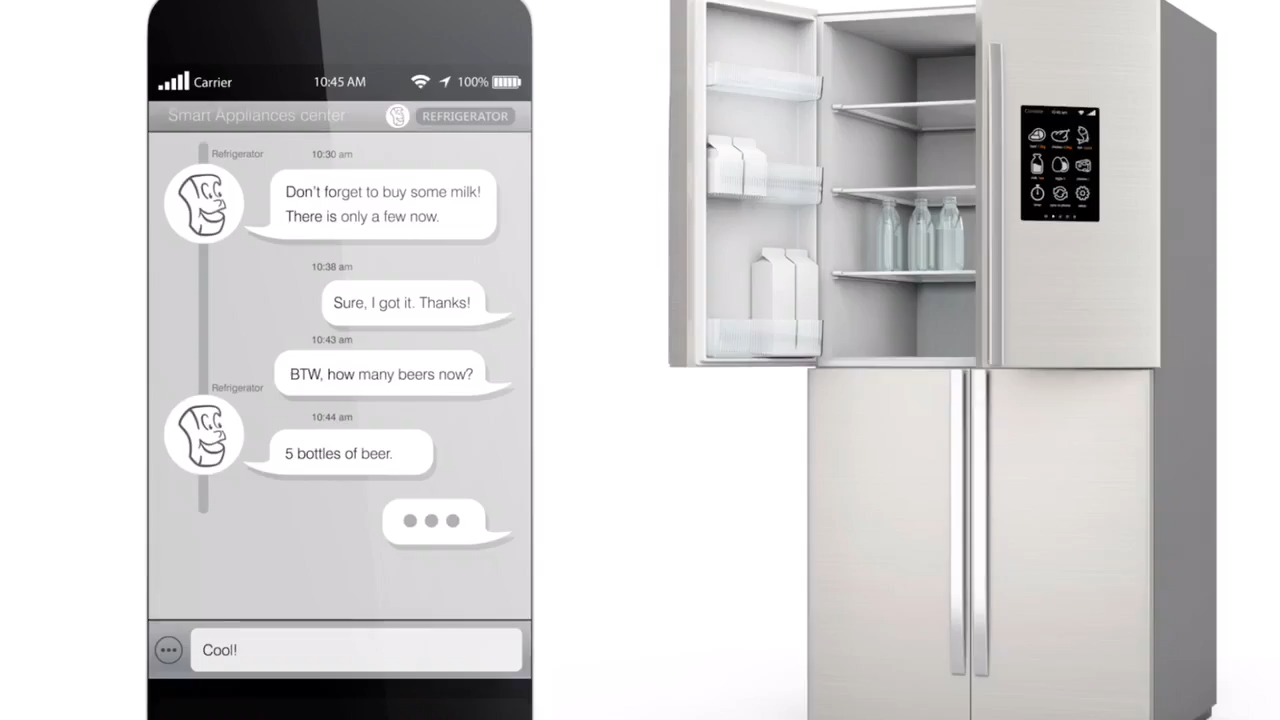 Carrier
10:45 AM
100%
Smart Appliances center
REFRIGERATOR
Refrigerator
10:30 am
Don't forget to buy some milk!
There is only a few now.
10:38 am
Sure, I got it. Thanks!
10:43 am
BTW, how many beers now?
Refrigerator
10:44 am
5 bottles of beer.
Cool!